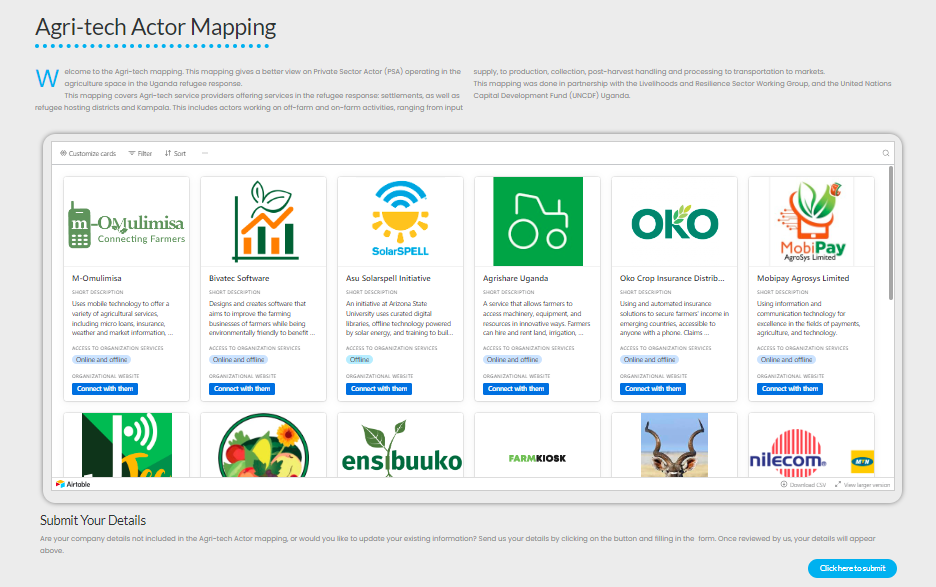 Agri-tech Actor Mapping
Welcome to the Agri-tech mapping. This mapping gives a better view on Private Sector Actor (PSA) operating in the
agriculture space in the Uganda refugee response.
This mapping covers Agri-tech service providers offering services in the refugee response: settlements, as well as
refugee hosting districts and Kampala. This includes actors working on off-farm and on-farm activities, ranging from input
supply, to production, collection, post-harvest handling and processing to transportation to markets.
This mapping was done in partnership with the Livelihoods and Resilience Sector Working Group, and the United Nations
Capital Development Fund (UNCDF) Uganda.
Customize cards Filter Sort ...
m-Omulimisa
Connecting Farmers
M-Omulimisa
SHORT DESCRIPTION
Uses mobile technology to offer a
variety of agricultural services,
including micro loans, insurance,
weather and market information, ...
ACCESS TO ORGANIZATION SERVICES
Online and offline
ORGANIZATIONAL WEBSITE
Connect with them
Bivatec Software
SHORT DESCRIPTION
Designs and creates software that
aims to improve the farming
businesses of farmers while being
environmentally friendly to benefit ...
ACCESS TO ORGANIZATION SERVICES
Online and offline
ORGANIZATIONAL WEBSITE
Connect with them
SolarSPELL
Asu Solarspell Initiative
SHORT DESCRIPTION
An initiative at Arizona State
University uses curated digital
libraries, offline technology powered
by solar energy, and training to buil...
ACCESS TO ORGANIZATION SERVICES
Offline
ORGANIZATIONAL WEBSITE
Connect with them
Agrishare Uganda
SHORT DESCRIPTION
A service that allows farmers to
access machinery, equipment, and
resources in innovative ways. Farmers
can hire and rent land, irrigation, ...
ACCESS TO ORGANIZATION SERVICES
Online and offline
ORGANIZATIONAL WEBSITE
Connect with them
OKO
Oko Crop Insurance Distrib...
SHORT DESCRIPTION
Using and automated insurance
solutions to secure farmers' income in
emerging countries, accessible to
anyone with a phone. Claims ...
ACCESS TO ORGANIZATION SERVICES
Online and offline
ORGANIZATIONAL WEBSITE
Connect with them
MobiPay
AgroSys Limited
Mobipay Agrosys Limited
SHORT DESCRIPTION
Using information and
communication technology for
excellence in the fields of payments,
agriculture, and technology.
ACCESS TO ORGANIZATION SERVICES
Online and offline
ORGANIZATIONAL WEBSITE
Connect with them
ensibuuko
FARMKIOSK
nilecom
MTN
Airtable
Download CSV View larger version
Submit Your Details
Are your company details not included in the Agri-tech Actor mapping, or would you like to update your existing information? Send us your details by clicking on the button and filling in the form. Once reviewed by us, your details will appear
above.
Click here to submit